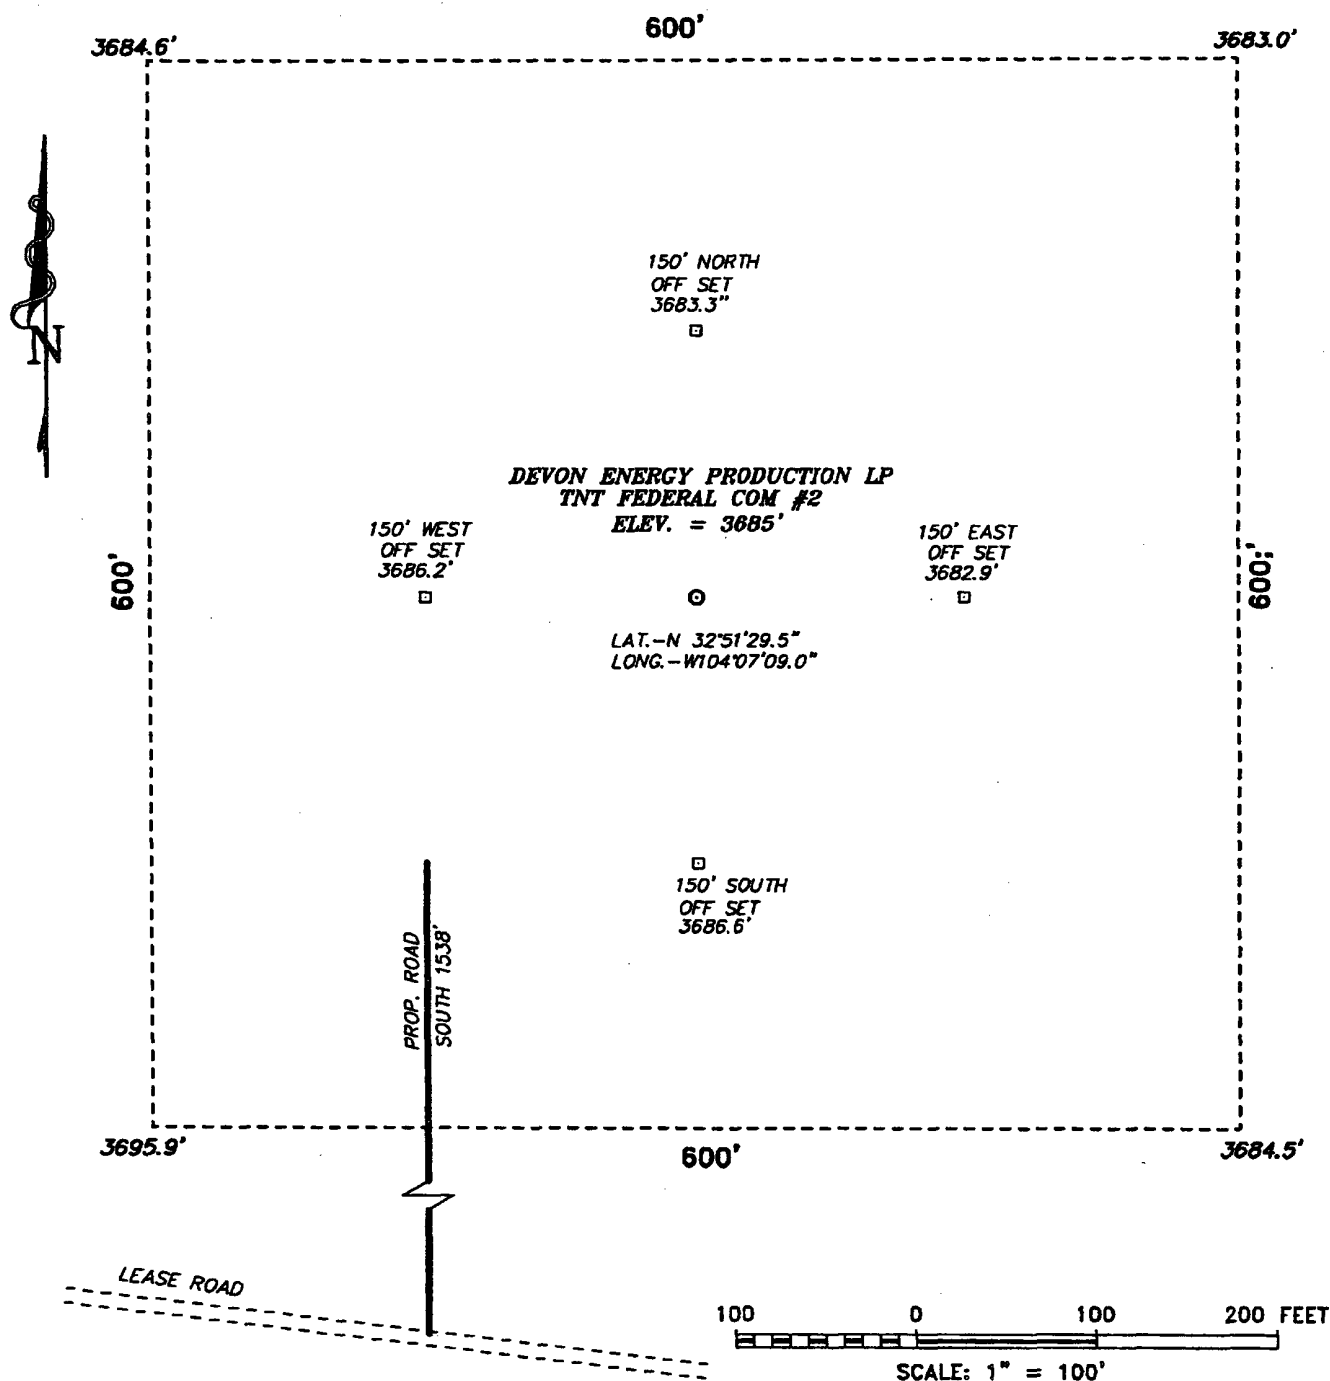 600'
3684.6'
3683.0'
N
150' NORTH
OFF SET
3683.3"
DEVON ENERGY PRODUCTION LP
TNT FEDERAL COM #2
ELEV. = 3685'
150' WEST
OFF SET
3686.2'
150' EAST
OFF SET
3682.9'
600'
600'
LAT.-N 32°51'29.5"
LONG.-W104°07'09.0"
150' SOUTH
OFF SET
3686.6'
PROP. ROAD
SOUTH 1538'
3695.9'
600'
3684.5'
LEASE ROAD
100 0 100 200 FEET
SCALE: 1" = 100'